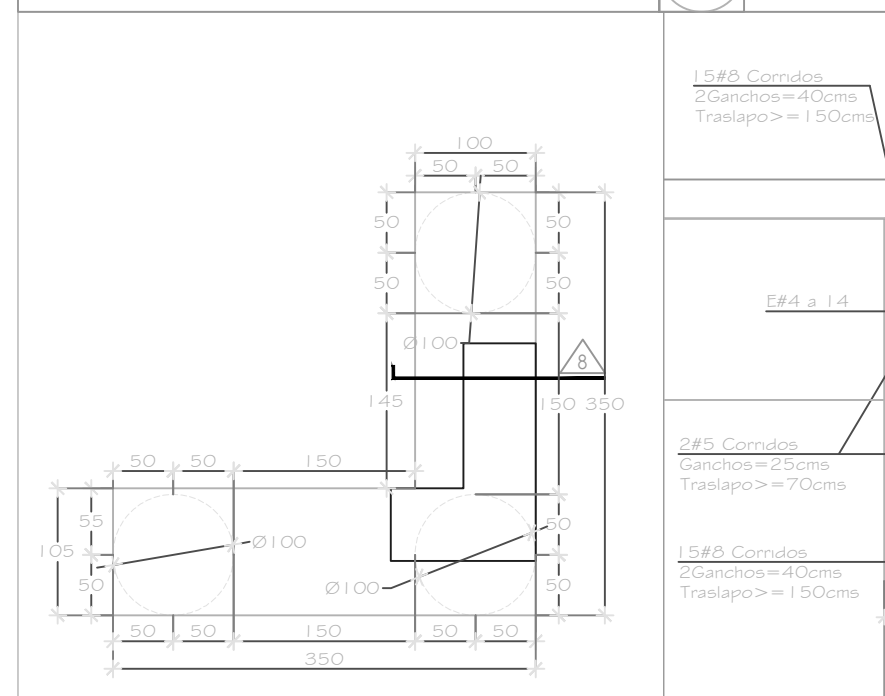 15#8 Corridos
2Ganchos=40cms
Traslapo>=150cms
100
50 50
50 50
50 50
Ø100
8
E#4 a 14
145 150 350
2#5 Corridos
Ganchos=25cms
Traslapo>=70cms
50 50 150
55
50
Ø100
105
15#8 Corridos
2Ganchos=40cms
Traslapo>=150cms
50
Ø100
50
50 50 150 50 50
350